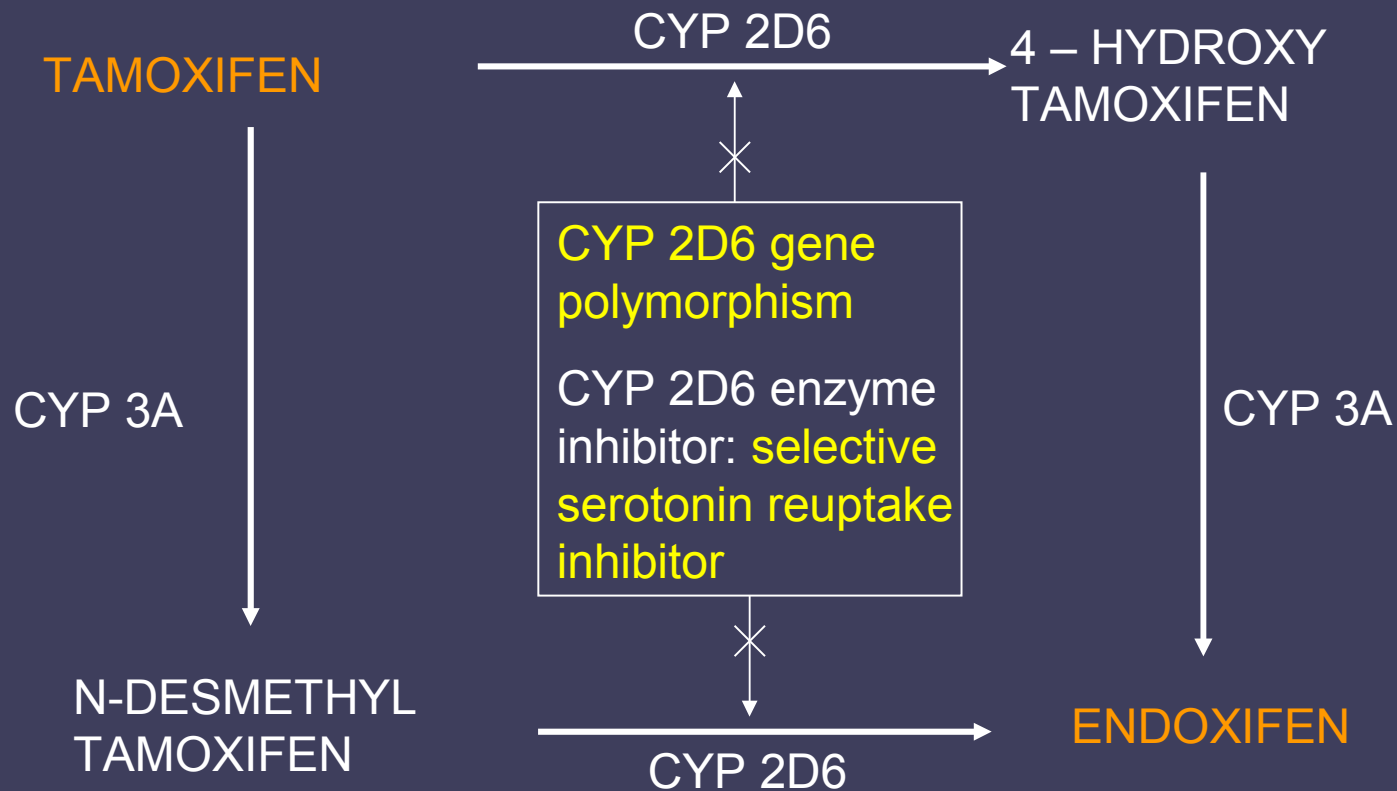 CYP 2D6
TAMOXIFEN
4 – HYDROXY
TAMOXIFEN
CYP 2D6 gene
polymorphism
CYP 2D6 enzyme
inhibitor: selective
serotonin reuptake
inhibitor
CYP 3A
CYP 3A
N-DESMETHYL
TAMOXIFEN
ENDOXIFEN
CYP 2D6